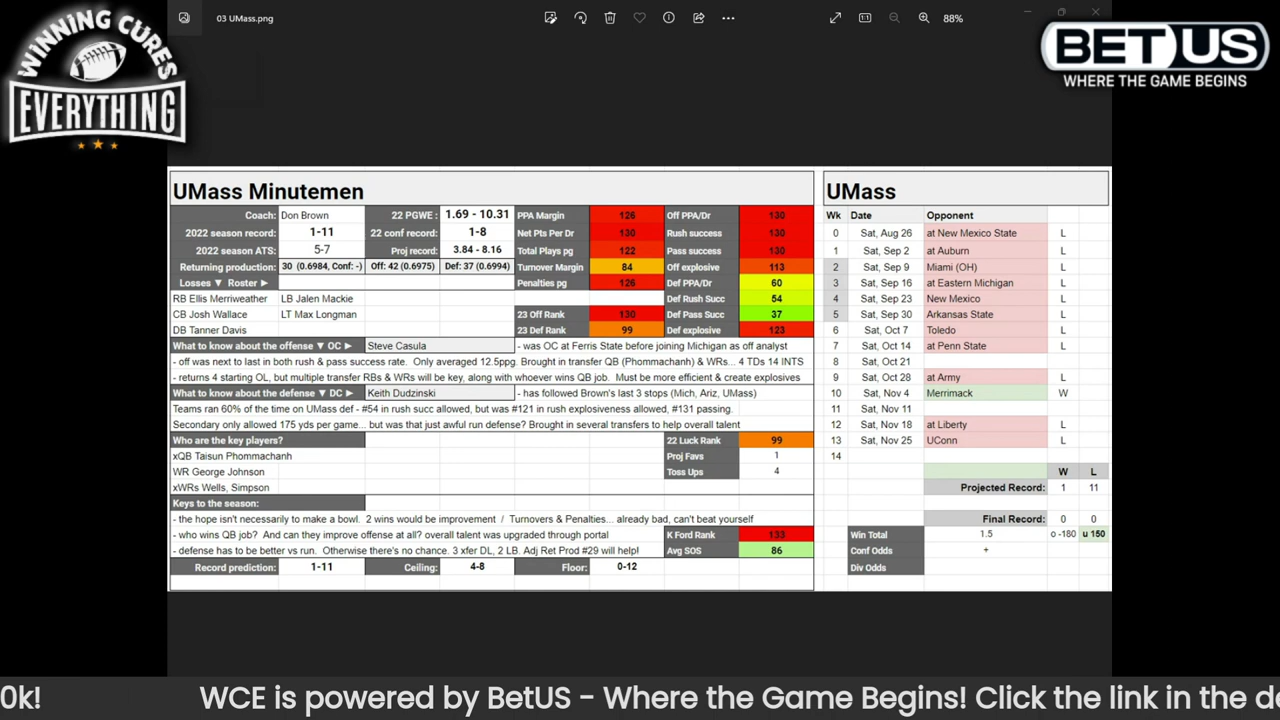 03 UMass.png
88%
WINNING CURES
EVERYTHING
BETUS
WHERE THE GAME BEGINS
UMass Minutemen
Coach: Don Brown 22 PGWE : 1.69 - 10.31 PPA Margin 126 Off PPA/Dr 130
2022 season record: 1-11 22 conf record: 1-8 Net Pts Per Dr 130 Rush success 130
2022 season ATS: 5-7 Proj record: 3.84 - 8.16 Total Plays pg 122 Pass success 130
Returning production: 30 (0.6984, Conf: -) Off: 42 (0.6975) Def: 37 (0.6994) Turnover Margin 84 Off explosive 113
Losses ▼ Roster ► Penalties pg 126 Def PPA/Dr 60
RB Ellis Merriweather LB Jalen Mackie Def Rush Succ 54
CB Josh Wallace LT Max Longman 23 Off Rank 130 Def Pass Succ 37
DB Tanner Davis 23 Def Rank 99 Def explosive 123
What to know about the offense ▼ OC ► Steve Casula - was OC at Ferris State before joining Michigan as off analyst
- off was next to last in both rush & pass success rate. Only averaged 12.5ppg. Brought in transfer QB (Phommachanh) & WRs... 4 TDs 14 INTS
- returns 4 starting OL, but multiple transfer RBs & WRs will be key, along with whoever wins QB job. Must be more efficient & create explosives
What to know about the defense ▼ DC ► Keith Dudzinski - has followed Brown's last 3 stops (Mich, Ariz, UMass)
Teams ran 60% of the time on UMass def - #54 in rush succ allowed, but was #121 in rush explosiveness allowed, #131 passing.
Secondary only allowed 175 yds per game... but was that just awful run defense? Brought in several transfers to help overall talent
Who are the key players? 22 Luck Rank 99
xQB Taisun Phommachanh Proj Favs 1
WR George Johnson Toss Ups 4
xWRs Wells, Simpson
Keys to the season:
- the hope isn't necessarily to make a bowl. 2 wins would be improvement / Turnovers & Penalties... already bad, can't beat yourself
- who wins QB job? And can they improve offense at all? overall talent was upgraded through portal K Ford Rank 133
- defense has to be better vs run. Otherwise there's no chance. 3 xfer DL, 2 LB. Adj Ret Prod #29 will help! Avg SOS 86
Record prediction: 1-11 Ceiling: 4-8 Floor: 0-12
UMass
Wk Date Opponent
0 Sat, Aug 26 at New Mexico State L
1 Sat, Sep 2 at Auburn L
2 Sat, Sep 9 Miami (OH) L
3 Sat, Sep 16 at Eastern Michigan L
4 Sat, Sep 23 New Mexico L
5 Sat, Sep 30 Arkansas State L
6 Sat, Oct 7 Toledo L
7 Sat, Oct 14 at Penn State L
8 Sat, Oct 21
9 Sat, Oct 28 at Army L
10 Sat, Nov 4 Merrimack W
11 Sat, Nov 11
12 Sat, Nov 18 at Liberty L
13 Sat, Nov 25 UConn L
14
W L
Projected Record: 1 11
Final Record: 0 0
Win Total 1.5 o -180 u 150
Conf Odds +
Div Odds
0k! WCE is powered by BetUS - Where the Game Begins! Click the link in the de